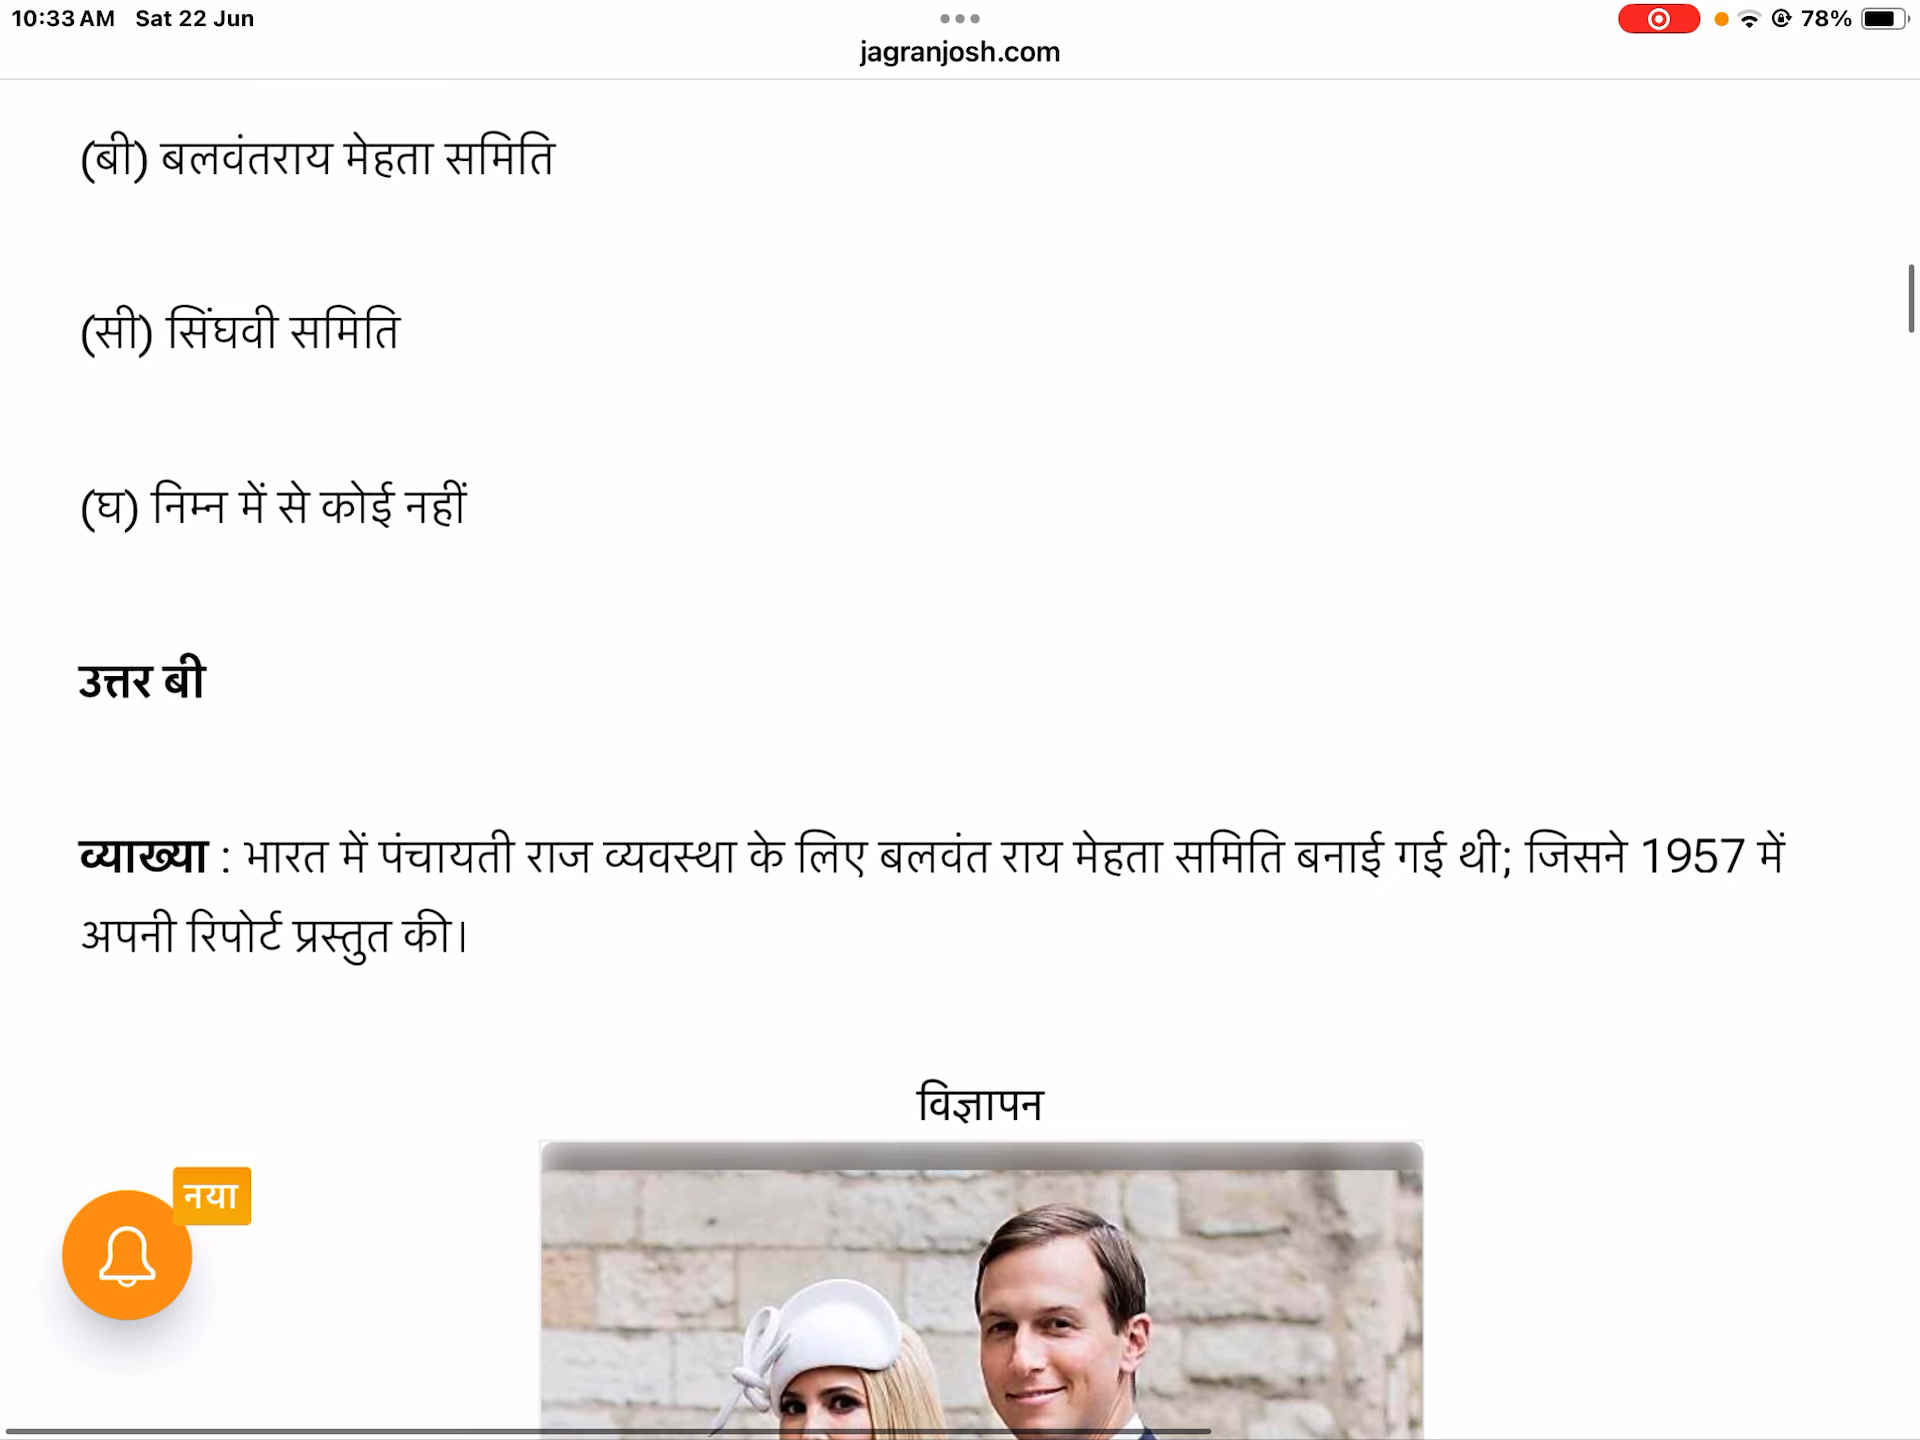 10:33 AM Sat 22 Jun
78%
jagranjosh.com
(बी) बलवंतराय मेहता समिति
(सी) सिंघवी समिति
(घ) निम्न में से कोई नहीं
उत्तर बी
व्याख्या : भारत में पंचायती राज व्यवस्था के लिए बलवंत राय मेहता समिति बनाई गई थी; जिसने 1957 में
अपनी रिपोर्ट प्रस्तुत की।
विज्ञापन
नया